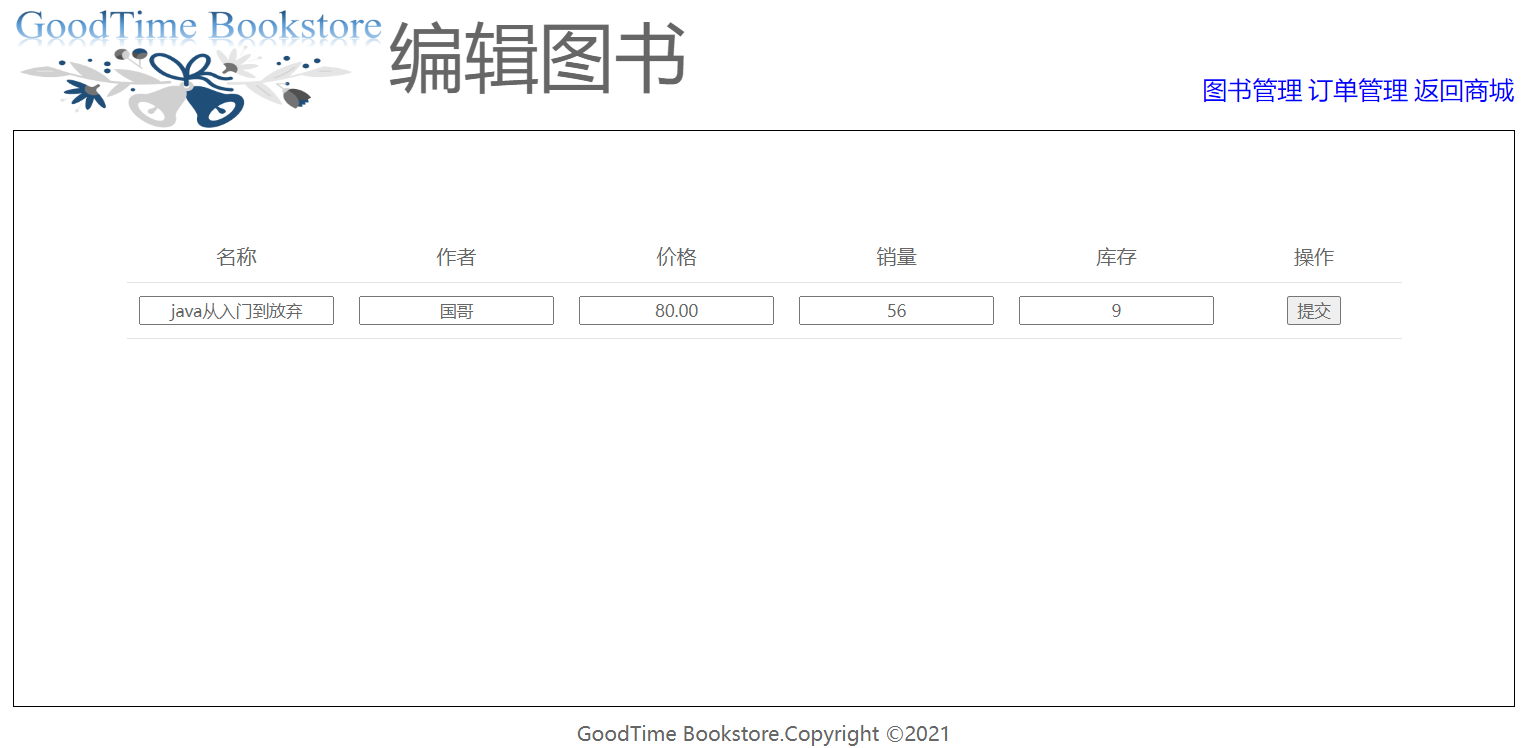 GoodTime Bookstore
编辑图书
图书管理 订单管理 返回商城
名称 作者 价格 销量 库存 操作
java从入门到放弃 国哥 80.00 56 9 提交
GoodTime Bookstore.Copyright ©2021